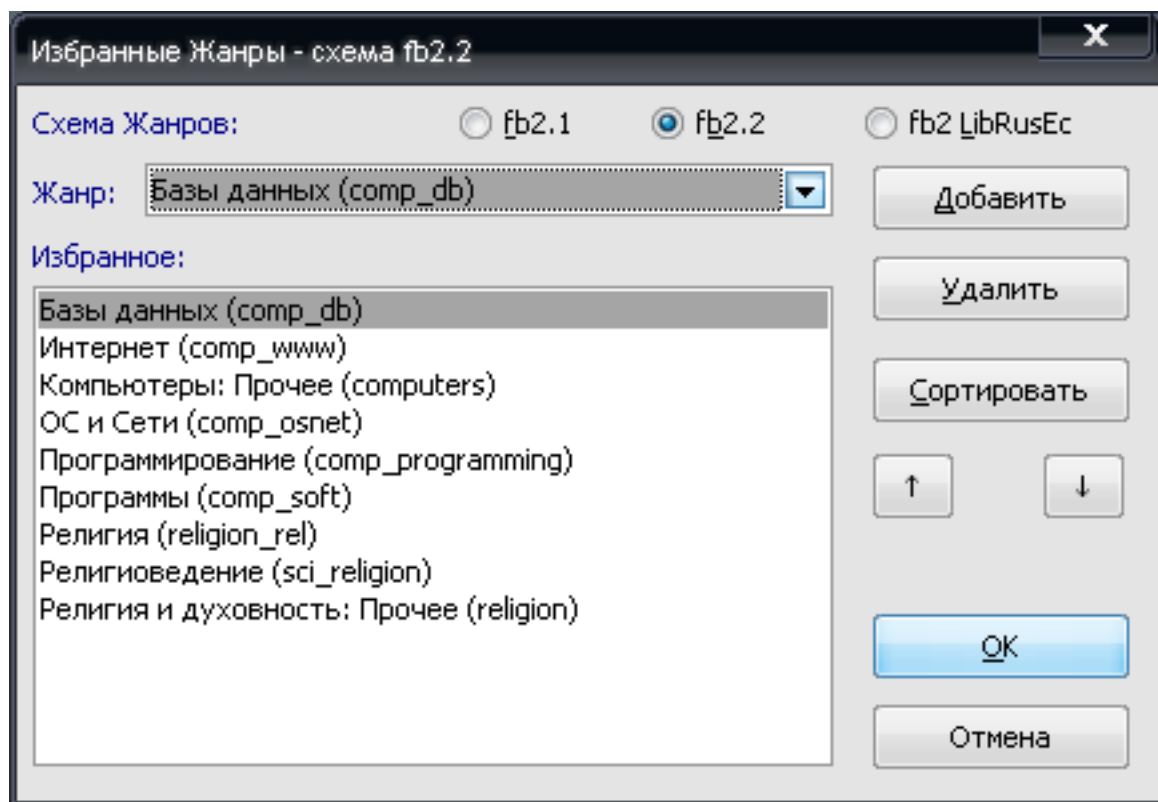 Избранные Жанры - схема fb2.2
X
Схема Жанров: fb2.1 fb2.2 fb2 LibRusEc
Жанр: Базы данных (comp_db) Добавить
Избранное:
Удалить
Базы данных (comp_db)
Интернет (comp_www)
Компьютеры: Прочее (computers)
Сортировать
ОС и Сети (comp_osnet)
Программирование (comp_programming)
Программы (comp_soft)
↑ ↓
Религия (religion_rel)
Религиоведение (sci_religion)
Религия и духовность: Прочее (religion)
OK
Отмена